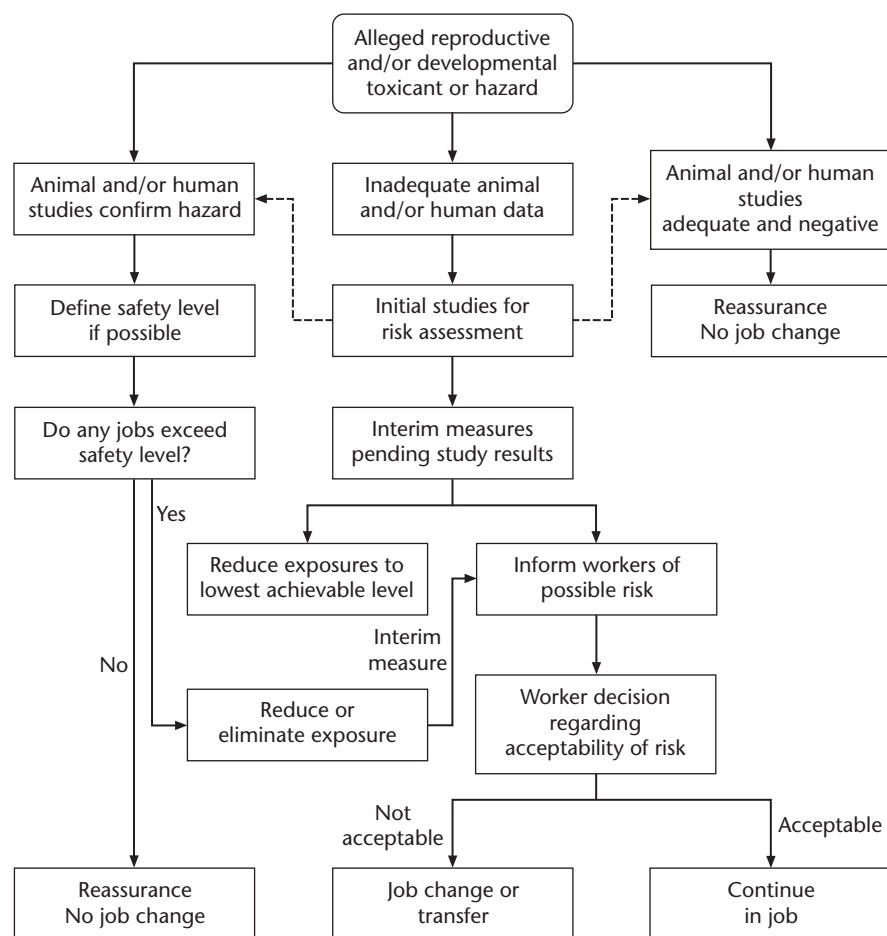 Alleged reproductive
and/or developmental
toxicant or hazard
Animal and/or human
studies confirm hazard
Inadequate animal
and/or human data
Animal and/or human
studies
adequate and negative
Define safety level
if possible
Initial studies for
risk assessment
Reassurance
No job change
Do any jobs exceed
safety level?
Interim measures
pending study results
Yes
Reduce exposures to
lowest achievable level
Inform workers of
possible risk
No
Interim
measure
Reduce or
eliminate exposure
Worker decision
regarding
acceptability of risk
Not
acceptable
Acceptable
Reassurance
No job change
Job change or
transfer
Continue
in job